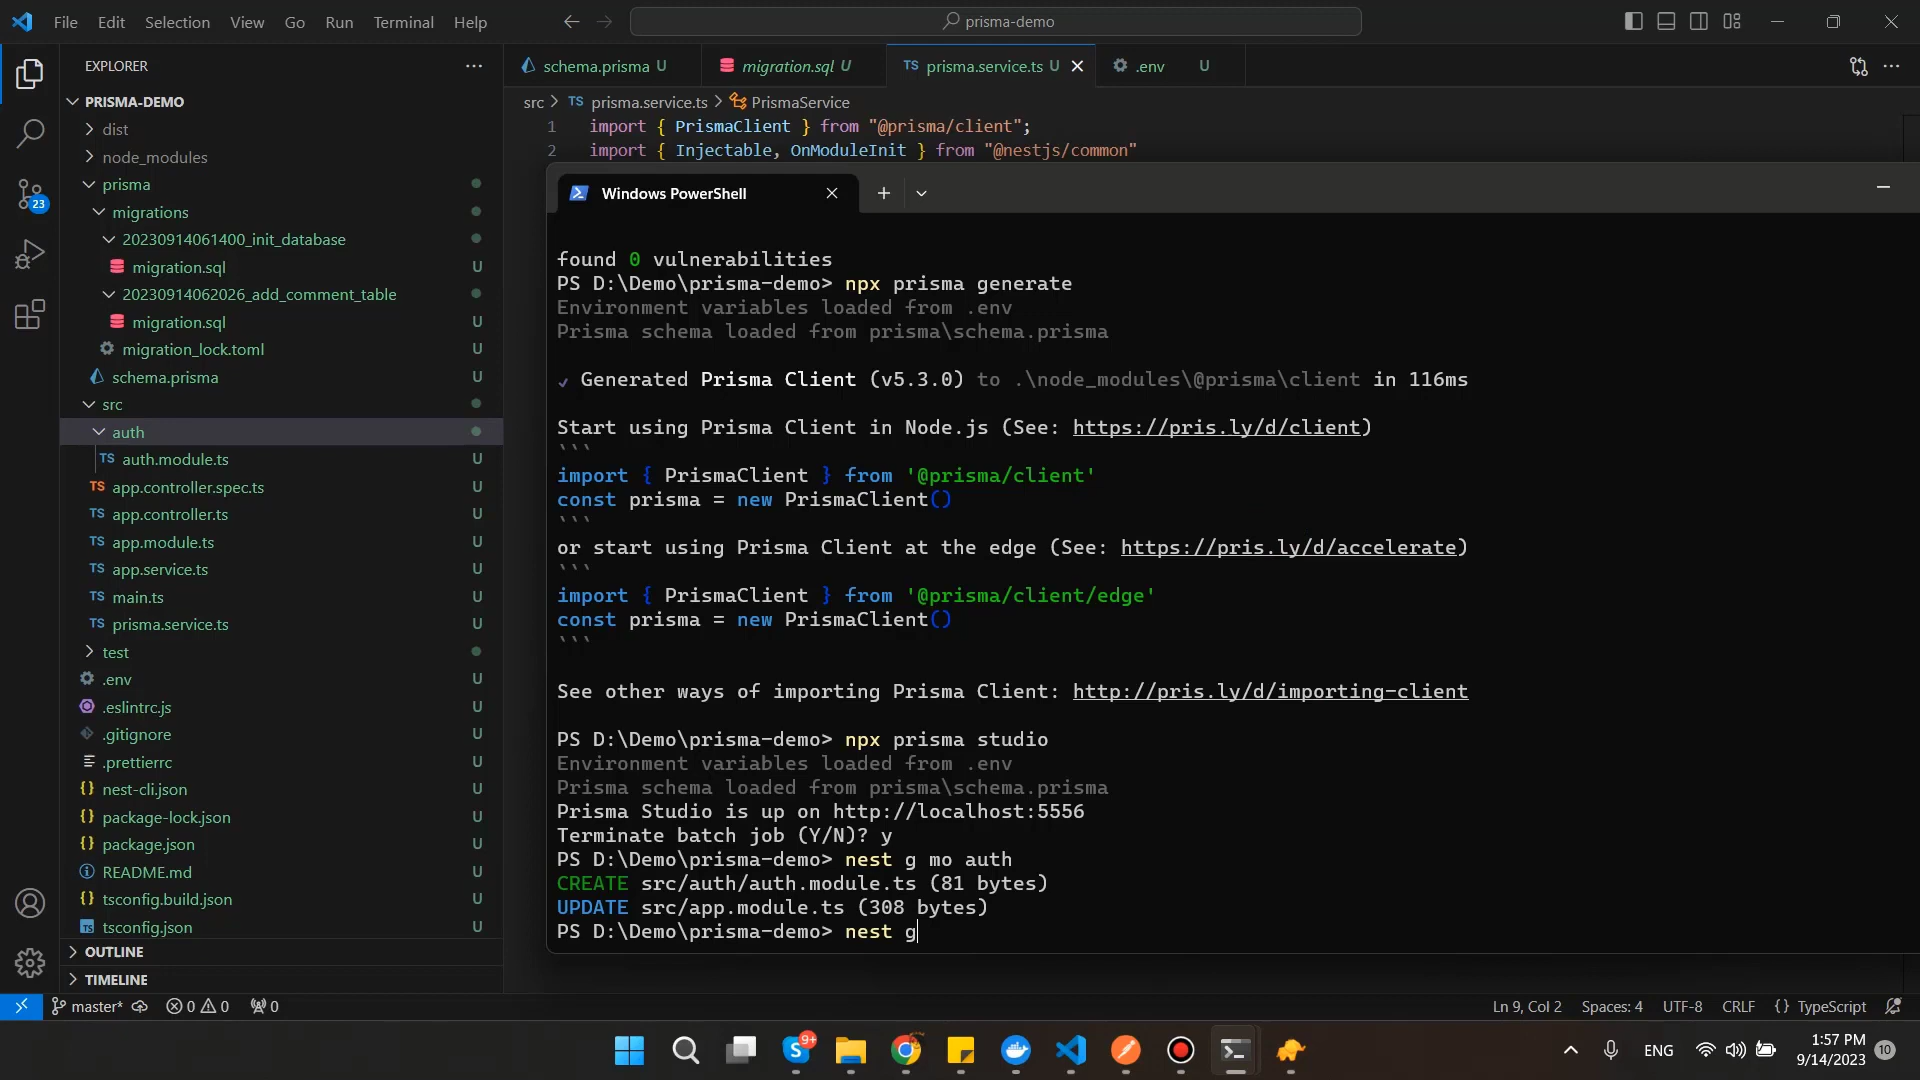 File Edit Selection View Go Run Terminal Help
prisma-demo
EXPLORER
PRISMA-DEMO
dist
node_modules
prisma
migrations
20230914061400_init_database
migration.sql U
20230914062026_add_comment_table
migration.sql U
migration_lock.toml U
schema.prisma U
src
auth
TS auth.module.ts U
TS app.controller.spec.ts U
TS app.controller.ts U
TS app.module.ts U
TS app.service.ts U
TS main.ts U
TS prisma.service.ts U
test
.env U
.eslintrc.js U
.gitignore U
.prettierrc U
{} nest-cli.json U
{} package-lock.json U
{} package.json U
README.md U
{} tsconfig.build.json U
TS tsconfig.json U
OUTLINE
TIMELINE
23
schema.prisma U
migration.sql U
TS prisma.service.ts U
.env U
src > TS prisma.service.ts > PrismaService
1 import { PrismaClient } from "@prisma/client";
2 import { Injectable, OnModuleInit } from "@nestjs/common"
Windows PowerShell
found 0 vulnerabilities
PS D:\Demo\prisma-demo> npx prisma generate
Environment variables loaded from .env
Prisma schema loaded from prisma\schema.prisma
✓ Generated Prisma Client (v5.3.0) to .\node_modules\@prisma\client in 116ms
Start using Prisma Client in Node.js (See: https://pris.ly/d/client)
```
import { PrismaClient } from '@prisma/client'
const prisma = new PrismaClient()
```
or start using Prisma Client at the edge (See: https://pris.ly/d/accelerate)
```
import { PrismaClient } from '@prisma/client/edge'
const prisma = new PrismaClient()
```
See other ways of importing Prisma Client: http://pris.ly/d/importing-client
PS D:\Demo\prisma-demo> npx prisma studio
Environment variables loaded from .env
Prisma schema loaded from prisma\schema.prisma
Prisma Studio is up on http://localhost:5556
Terminate batch job (Y/N)? y
PS D:\Demo\prisma-demo> nest g mo auth
CREATE src/auth/auth.module.ts (81 bytes)
UPDATE src/app.module.ts (308 bytes)
PS D:\Demo\prisma-demo> nest g
master* 0 0 0
Ln 9, Col 2 Spaces: 4 UTF-8 CRLF {} TypeScript
S 9+
ENG
1:57 PM
9/14/2023
10